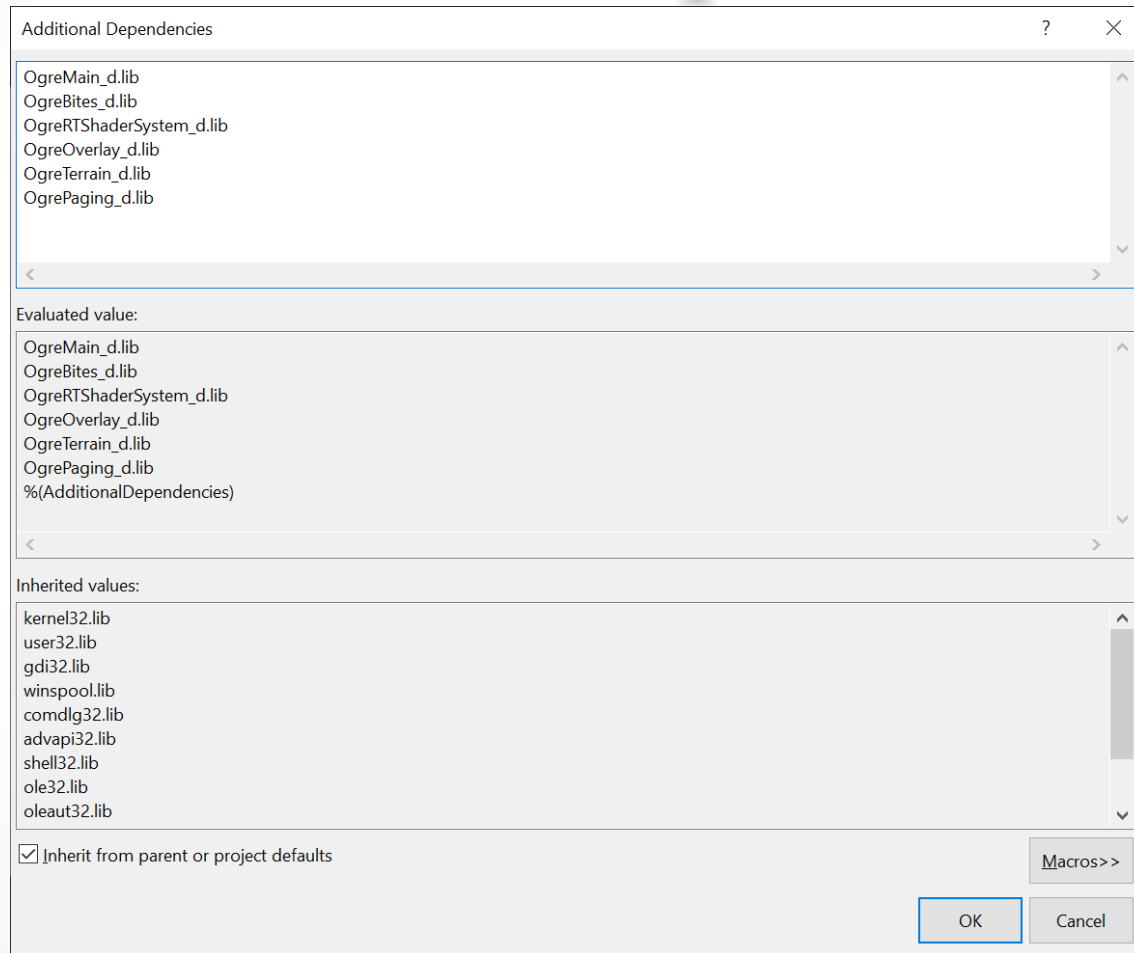 Additional Dependencies
OgreMain_d.lib
OgreBites_d.lib
OgreRTShaderSystem_d.lib
OgreOverlay_d.lib
OgreTerrain_d.lib
OgrePaging_d.lib
Evaluated value:
OgreMain_d.lib
OgreBites_d.lib
OgreRTShaderSystem_d.lib
OgreOverlay_d.lib
OgreTerrain_d.lib
OgrePaging_d.lib
%(AdditionalDependencies)
Inherited values:
kernel32.lib
user32.lib
gdi32.lib
winspool.lib
comdlg32.lib
advapi32.lib
shell32.lib
ole32.lib
oleaut32.lib
Inherit from parent or project defaults
Macros>>
OK Cancel